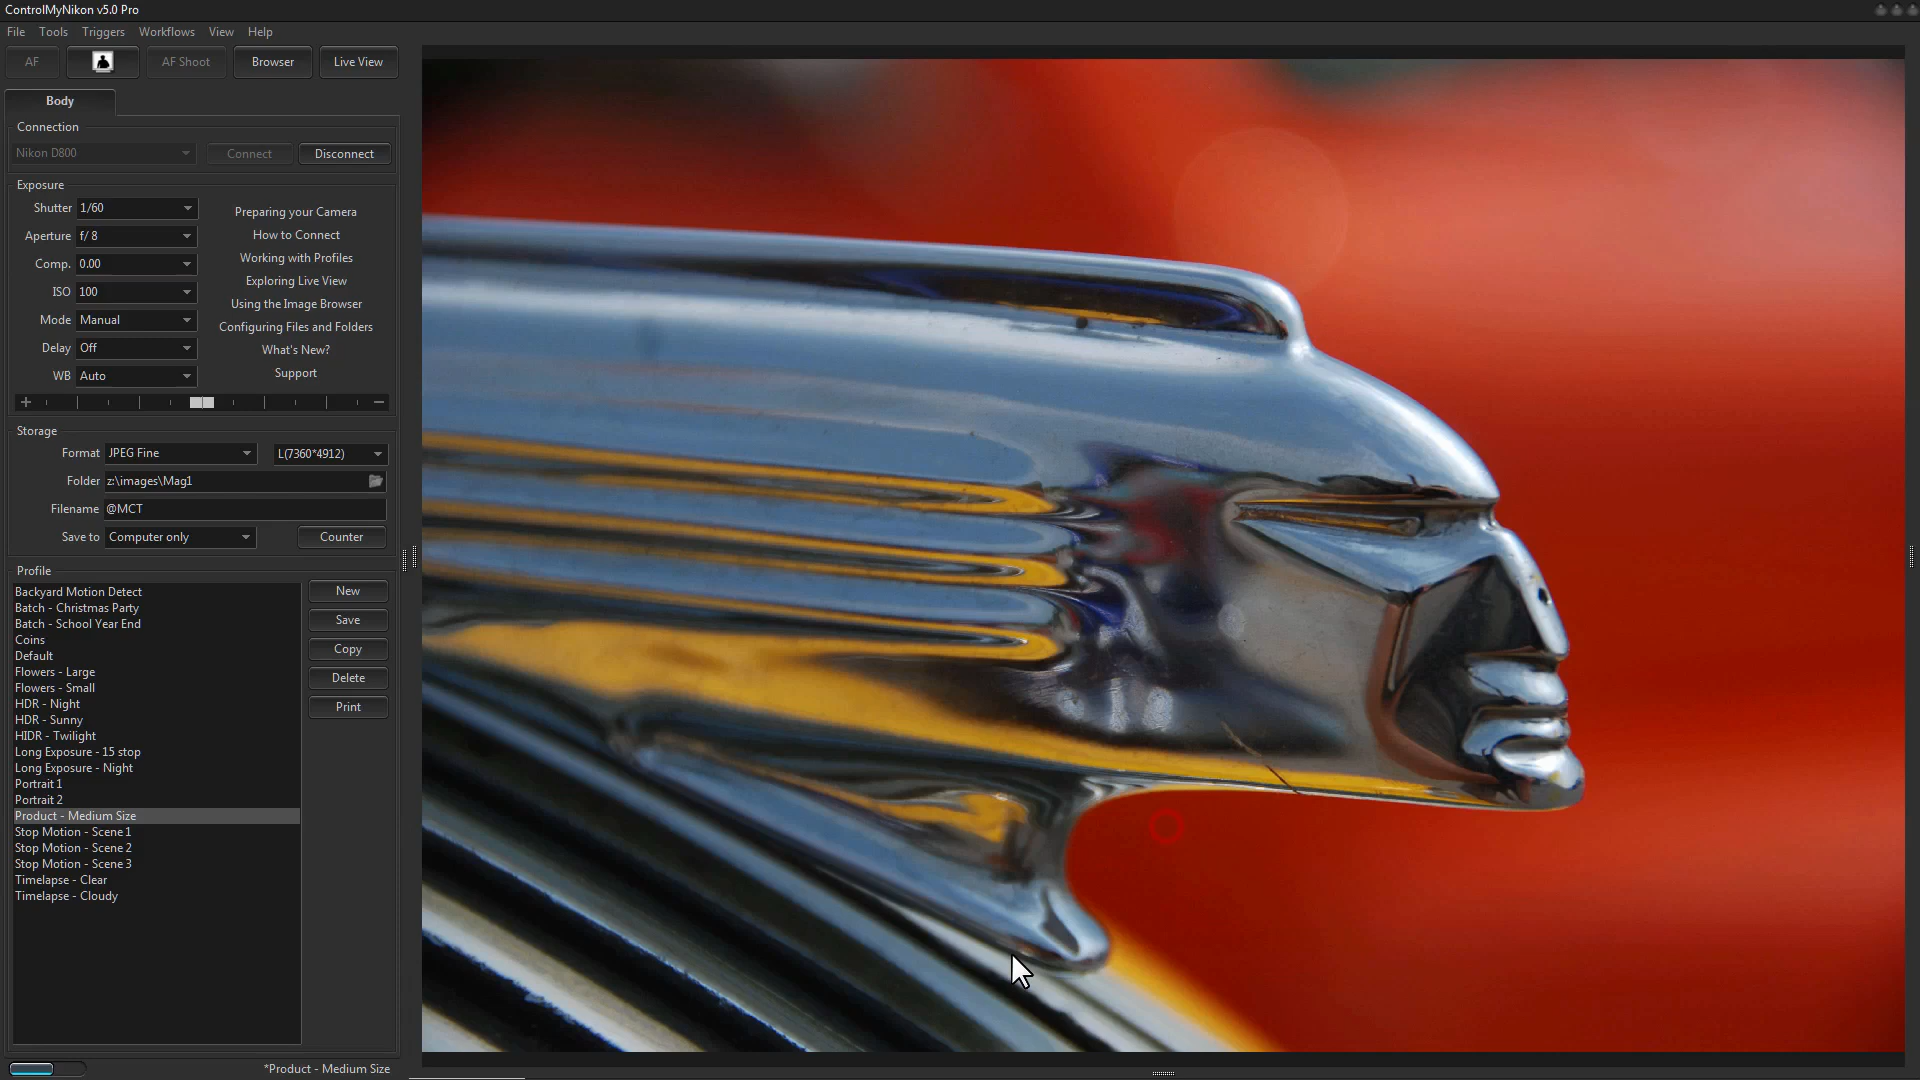 ControlMyNikon v5.0 Pro
File Tools Triggers Workflows View Help
AF AF Shoot Browser Live View
Body
Connection
Nikon D800 Connect Disconnect
Exposure
Shutter 1/60
Aperture f/ 8
Comp. 0.00
ISO 100
Mode Manual
Delay Off
WB Auto
Preparing your Camera
How to Connect
Working with Profiles
Exploring Live View
Using the Image Browser
Configuring Files and Folders
What's New?
Support
+ −
Storage
Format JPEG Fine L(7360*4912)
Folder z:\images\Mag1
Filename @MCT
Save to Computer only Counter
Profile
Backyard Motion Detect
Batch - Christmas Party
Batch - School Year End
Coins
Default
Flowers - Large
Flowers - Small
HDR - Night
HDR - Sunny
HIDR - Twilight
Long Exposure - 15 stop
Long Exposure - Night
Portrait 1
Portrait 2
Product - Medium Size
Stop Motion - Scene 1
Stop Motion - Scene 2
Stop Motion - Scene 3
Timelapse - Clear
Timelapse - Cloudy
New
Save
Copy
Delete
Print
*Product - Medium Size